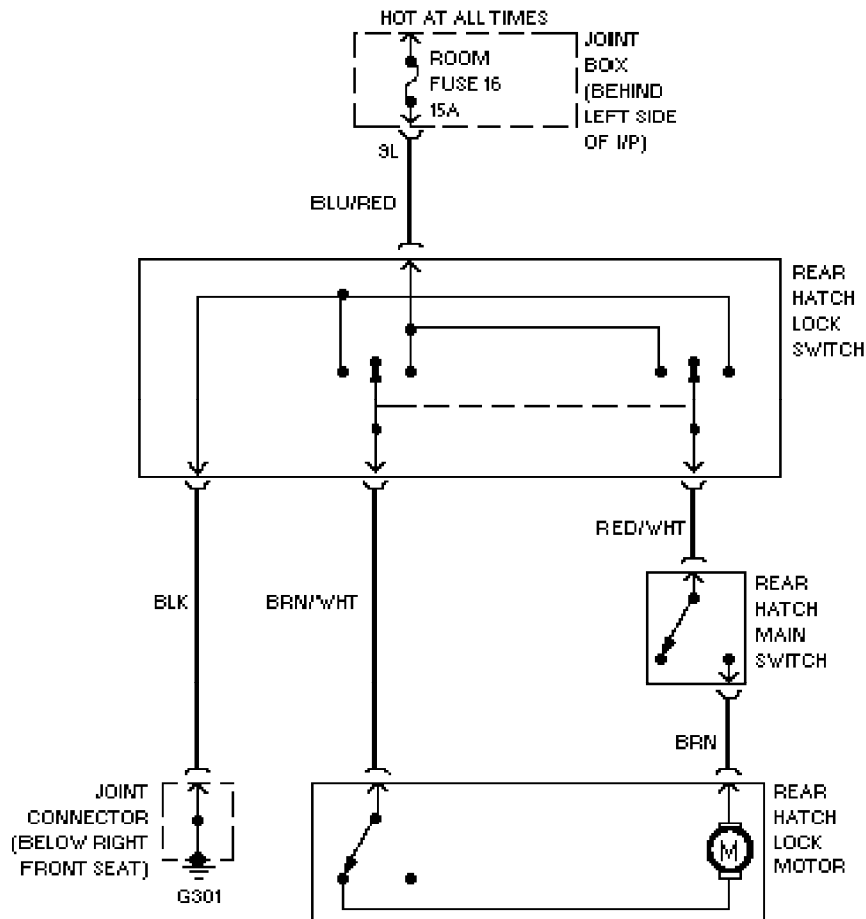 HOT AT ALL TIMES
ROOM
FUSE 16
15A
JOINT
BOX
(BEHIND
LEFT SIDE
OF I/P)
9L
BLU/RED
REAR
HATCH
LOCK
SWITCH
RED/WHT
BLK
BRN/WHT
REAR
HATCH
MAIN
SWITCH
BRN
JOINT
CONNECTOR
(BELOW RIGHT
FRONT SEAT)
G301
M
REAR
HATCH
LOCK
MOTOR